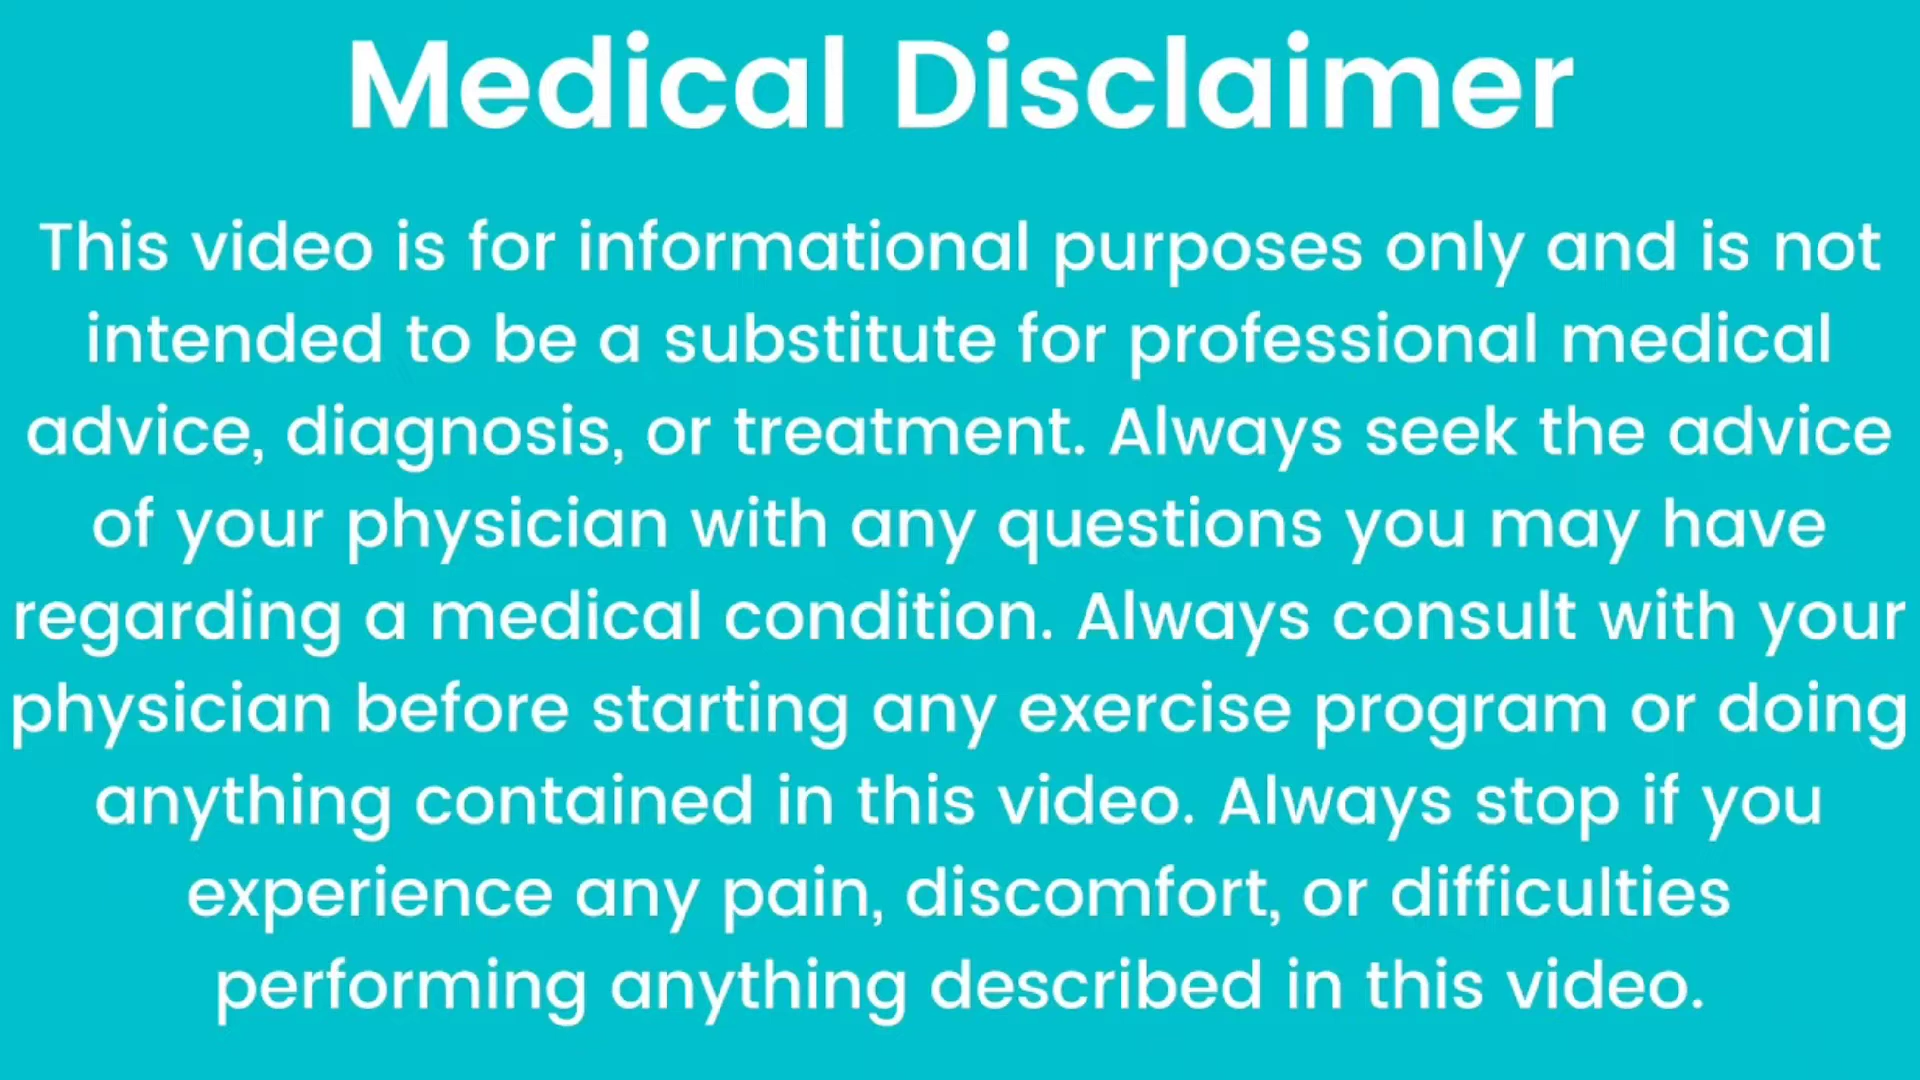 Medical Disclaimer
This video is for informational purposes only and is not
intended to be a substitute for professional medical
advice, diagnosis, or treatment. Always seek the advice
of your physician with any questions you may have
regarding a medical condition. Always consult with your
physician before starting any exercise program or doing
anything contained in this video. Always stop if you
experience any pain, discomfort, or difficulties
performing anything described in this video.